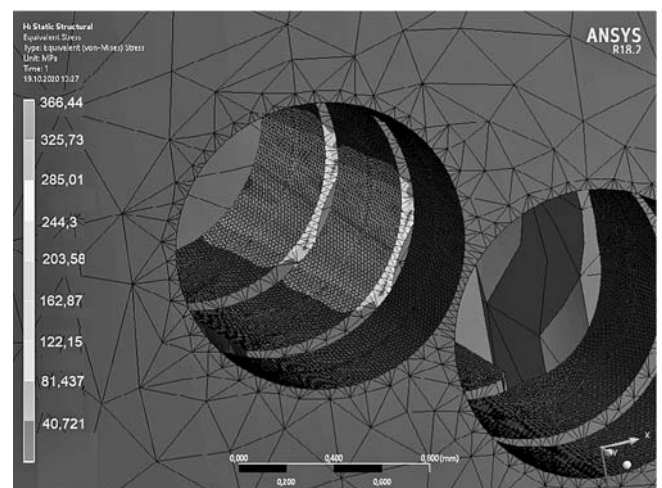 H: Static Structural
Equivalent Stress
Type: Equivalent (von-Mises) Stress
Unit: MPa
Time: 1
19.10.2020 13:27
ANSYS
R18.2
366,44
325,73
285,01
244,3
203,58
162,87
122,15
81,437
40,721
0,000
0,400
0,800 (mm)
0,200
0,600
X